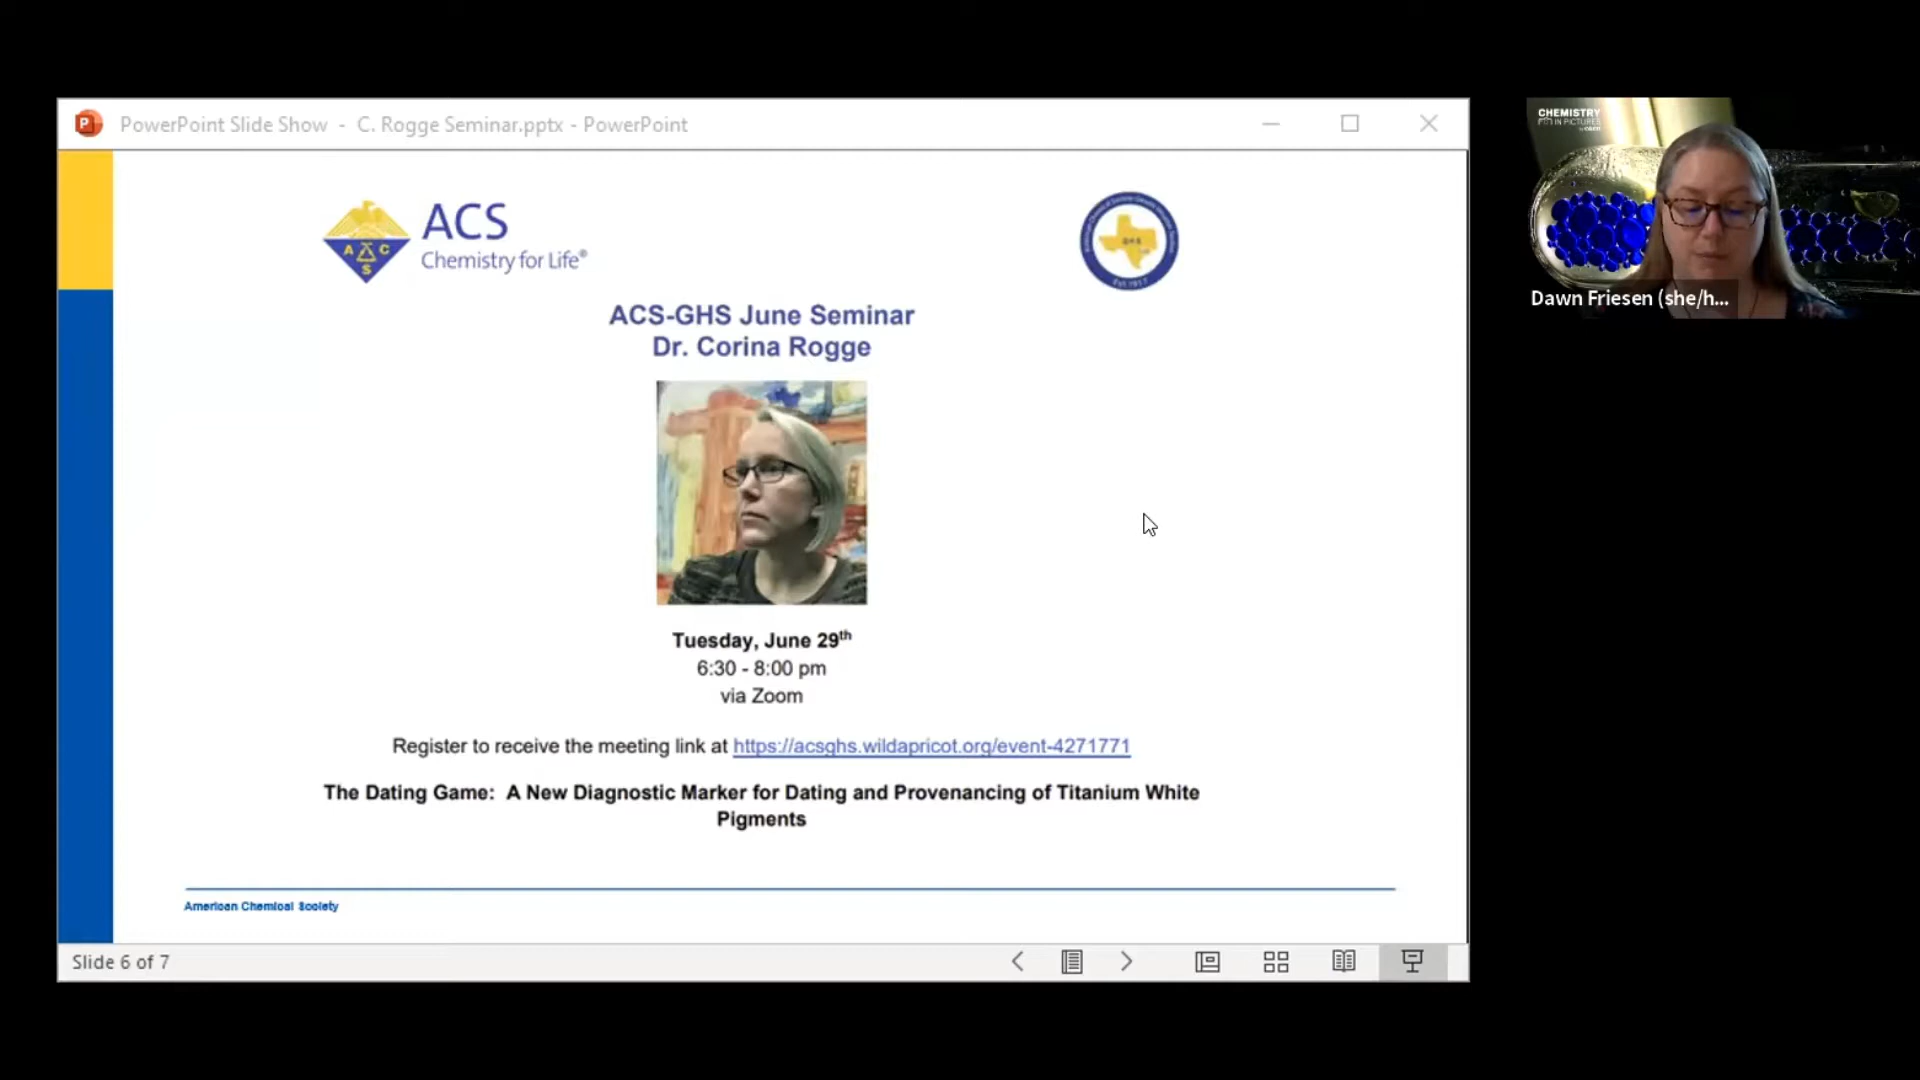 PowerPoint Slide Show - C. Rogge Seminar.pptx - PowerPoint
CHEMISTRY
IN PICTURES
ACS
Chemistry for Life®
A C
S
GHS
Dawn Friesen (she/h...
ACS-GHS June Seminar
Dr. Corina Rogge
Tuesday, June 29th
6:30 - 8:00 pm
via Zoom
Register to receive the meeting link at https://acsghs.wildapricot.org/event-4271771
The Dating Game: A New Diagnostic Marker for Dating and Provenancing of Titanium White
Pigments
American Chemical Society
Slide 6 of 7